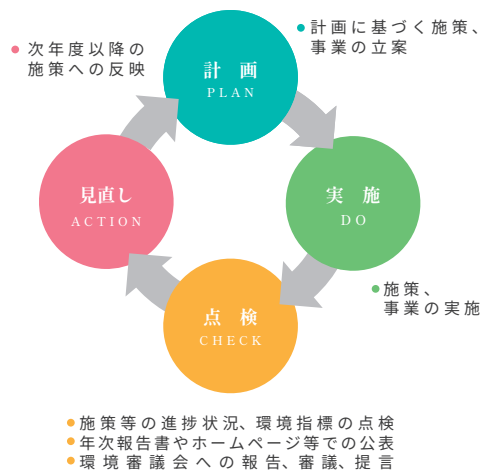 計画
PLAN
● 計画に基づく施策、
事業の立案
実施
DO
● 施策、
事業の実施
点検
CHECK
● 施策等の進捗状況、環境指標の点検
● 年次報告書やホームページ等での公表
● 環境審議会への報告、審議、提言
見直し
ACTION
● 次年度以降の
施策への反映